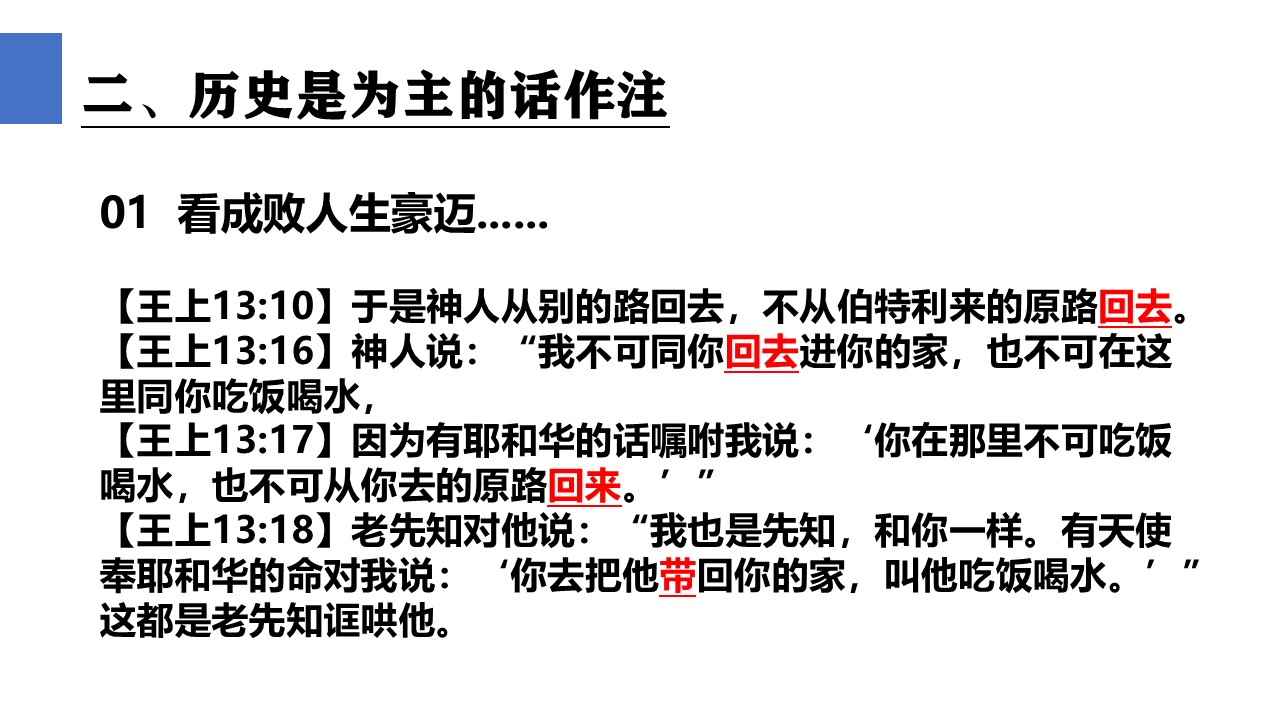 二、历史是为主的话作注
01 看成败人生豪迈……
【王上13:10】于是神人从别的路回去，不从伯特利来的原路回去。
【王上13:16】神人说：“我不可同你回去进你的家，也不可在这
里同你吃饭喝水，
【王上13:17】因为有耶和华的话嘱咐我说：‘你在那里不可吃饭
喝水，也不可从你去的原路回来。’”
【王上13:18】老先知对他说：“我也是先知，和你一样。有天使
奉耶和华的命对我说：‘你去把他带回你的家，叫他吃饭喝水。’”
这都是老先知诓哄他。